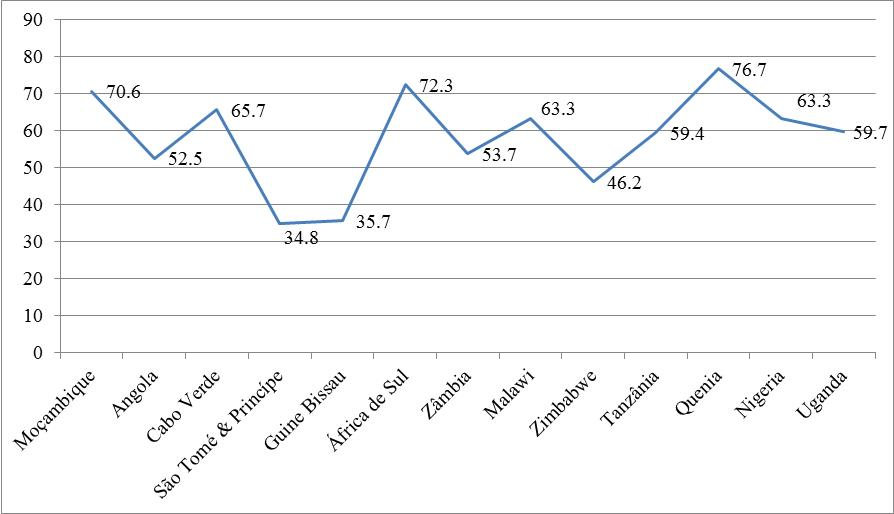 90
80
70
60
50
40
30
20
10
0
70.6
52.5
65.7
34.8
35.7
72.3
53.7
63.3
46.2
59.4
76.7
63.3
59.7
Moçambique
Angola
Cabo Verde
São Tomé & Princípe
Guine Bissau
África de Sul
Zâmbia
Malawi
Zimbabwe
Tanzânia
Quenia
Nigeria
Uganda